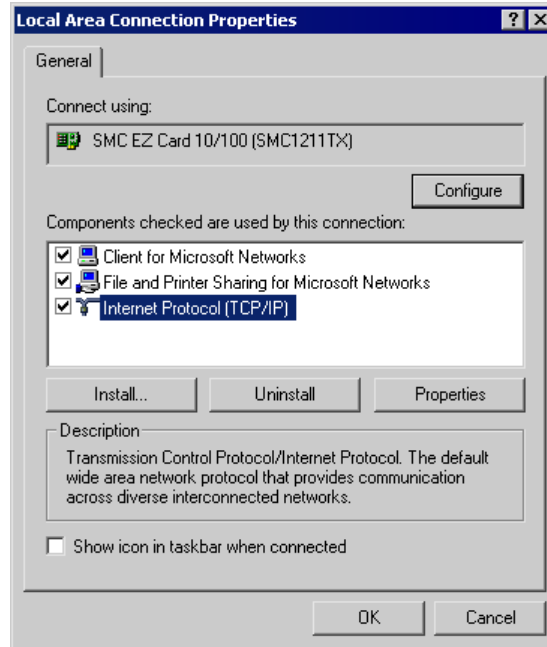 Local Area Connection Properties
General
Connect using:
SMC EZ Card 10/100 (SMC1211TX)
Configure
Components checked are used by this connection:
Client for Microsoft Networks
File and Printer Sharing for Microsoft Networks
Internet Protocol (TCP/IP)
Install...
Uninstall
Properties
Description
Transmission Control Protocol/Internet Protocol. The default
wide area network protocol that provides communication
across diverse interconnected networks.
Show icon in taskbar when connected
OK
Cancel